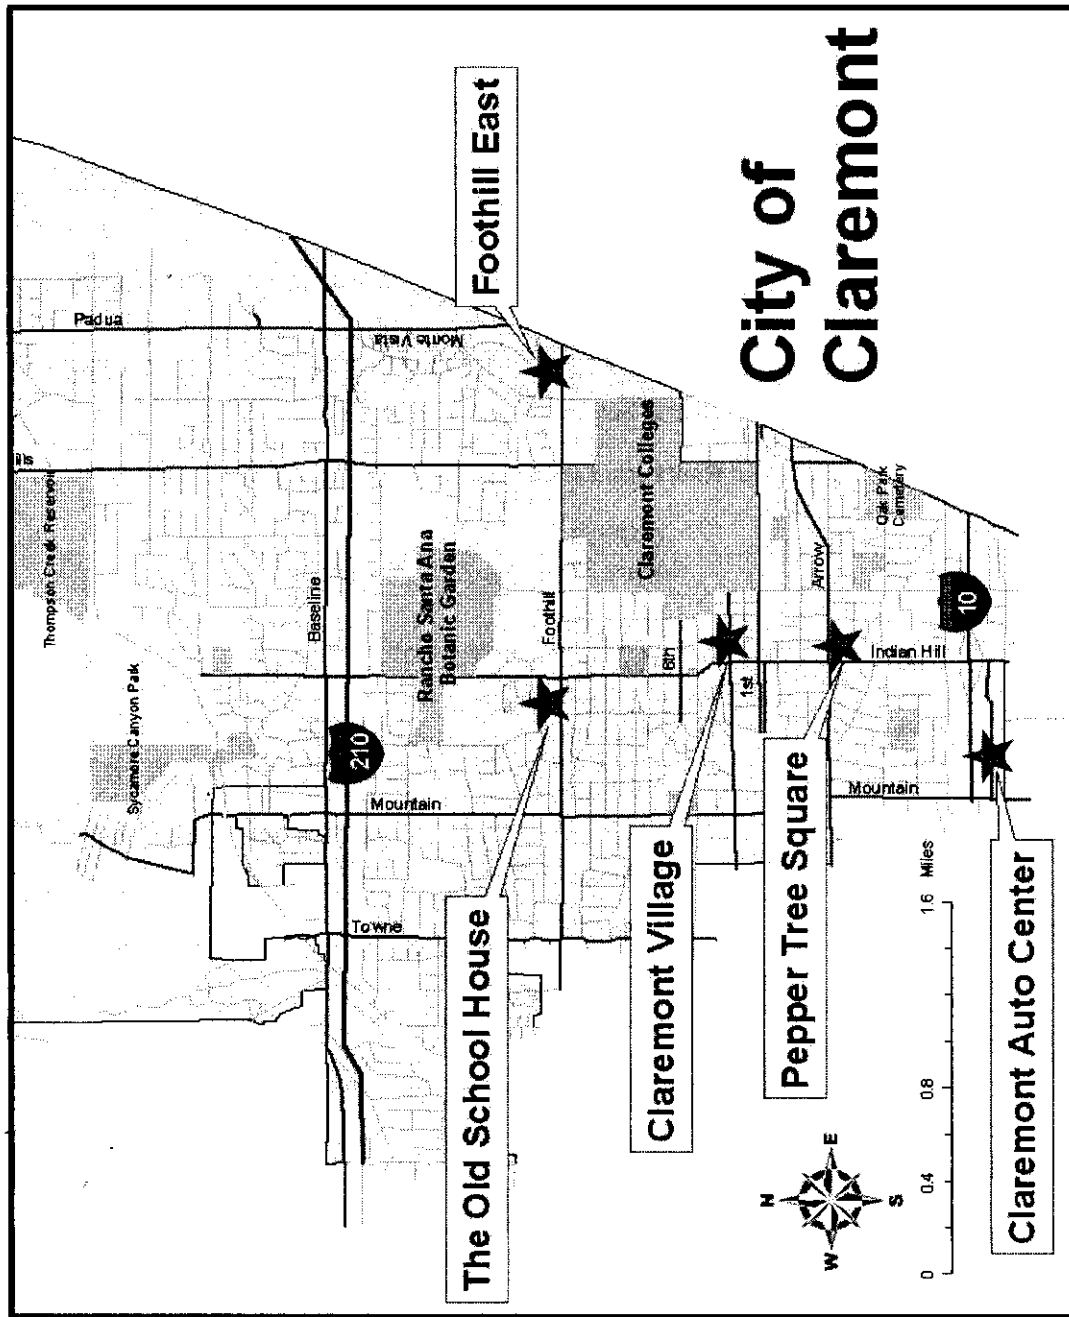 City of
Claremont
Foothill East
The Old School House
Claremont Village
Pepper Tree Square
Claremont Auto Center
Padua
Monte Vista
ills
Thompson Creek Reservoir
Sycamore Canyon Park
Baseline
210
Rancho Santa Ana
Botanic Garden
Foothill
Claremont Colleges
Mountain
Towne
6th
1st
Arrow
Oak Park
Cemetery
Indian Hill
10
Mountain
N
W
E
S
0
0.4
0.8
1.6
Miles